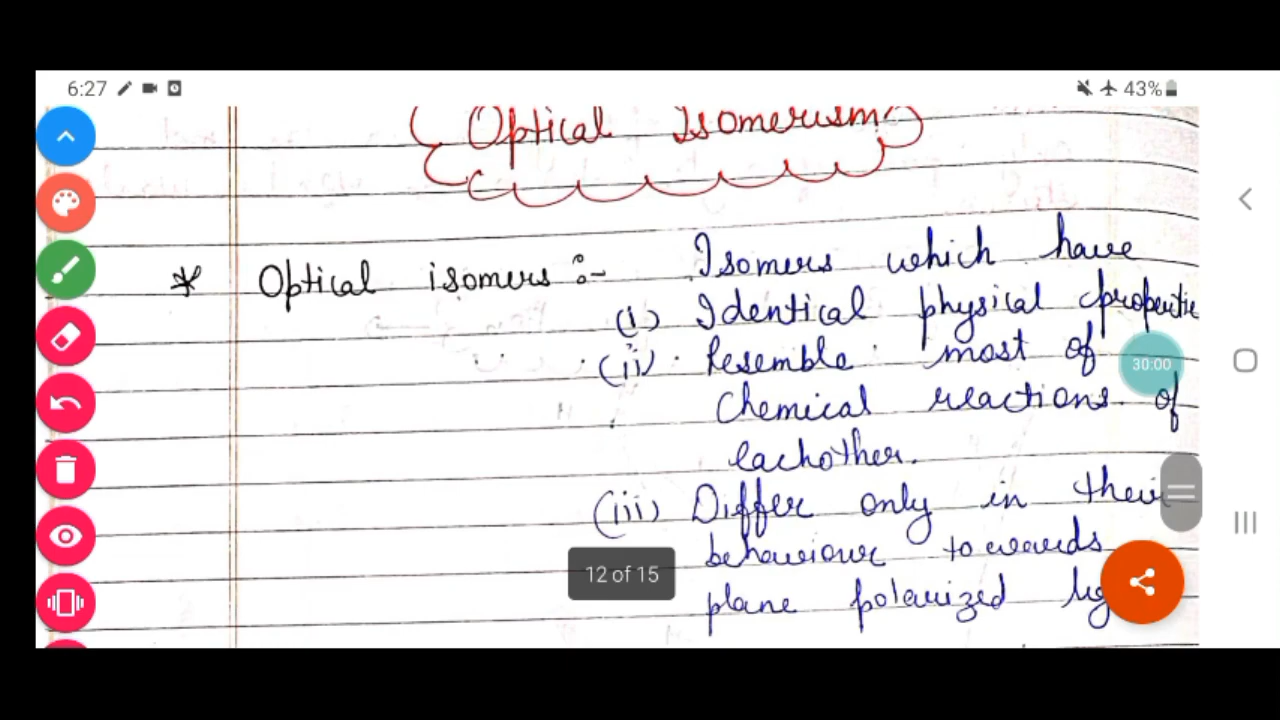 6:27
43%
Optical Isomerism
* Optical isomers :- Isomers which have
(i) Identical physical propertie
(ii) Resemble most of
30:00
Chemical reactions of
eachother.
(iii) Differ only in their
behaviour towards
12 of 15
plane polarized